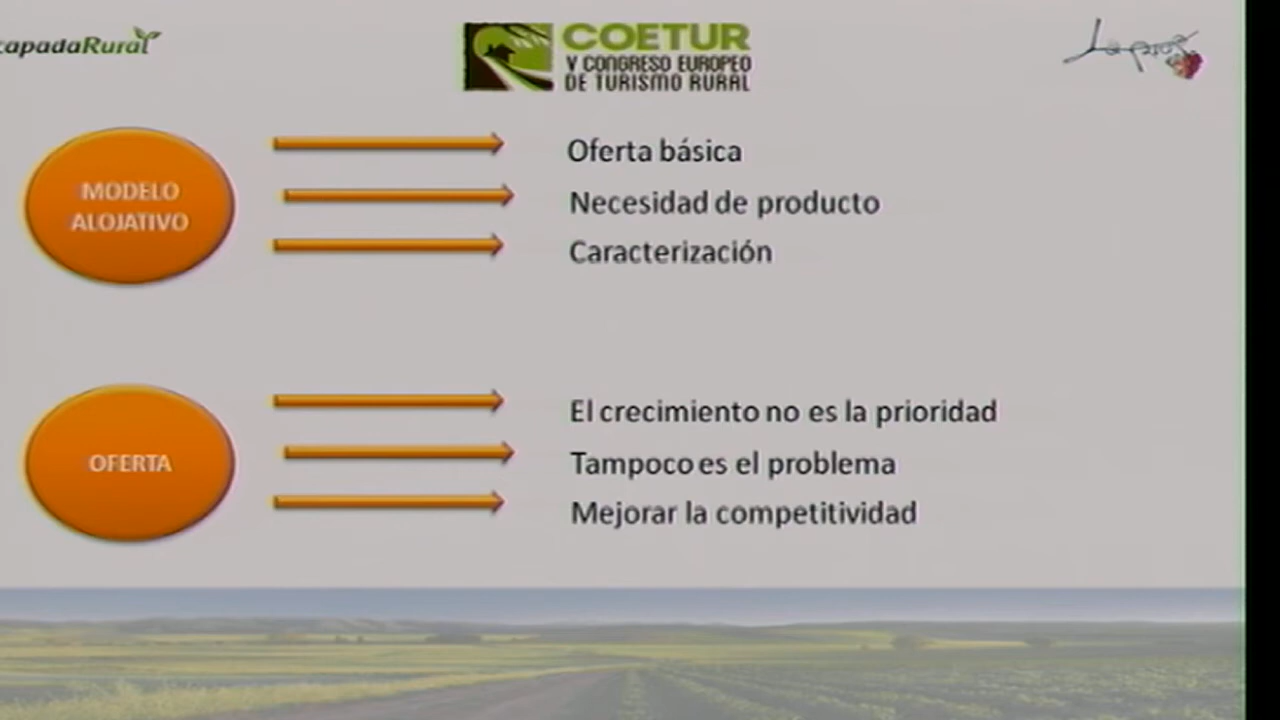 capadaRural
COETUR
V CONGRESO EUROPEO
DE TURISMO RURAL
MODELO
ALOJATIVO
Oferta básica
Necesidad de producto
Caracterización
OFERTA
El crecimiento no es la prioridad
Tampoco es el problema
Mejorar la competitividad